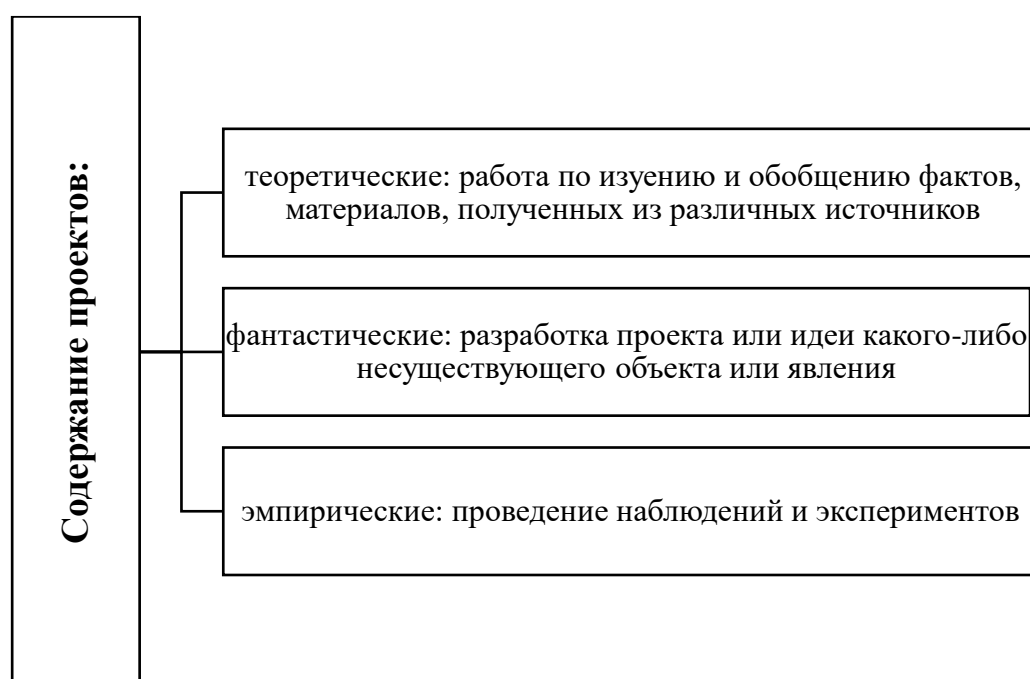 Содержание проектов:
теоретические: работа по изуению и обобщению фактов,
материалов, полученных из различных источников
фантастические: разработка проекта или идеи какого-либо
несуществующего объекта или явления
эмпирические: проведение наблюдений и экспериментов